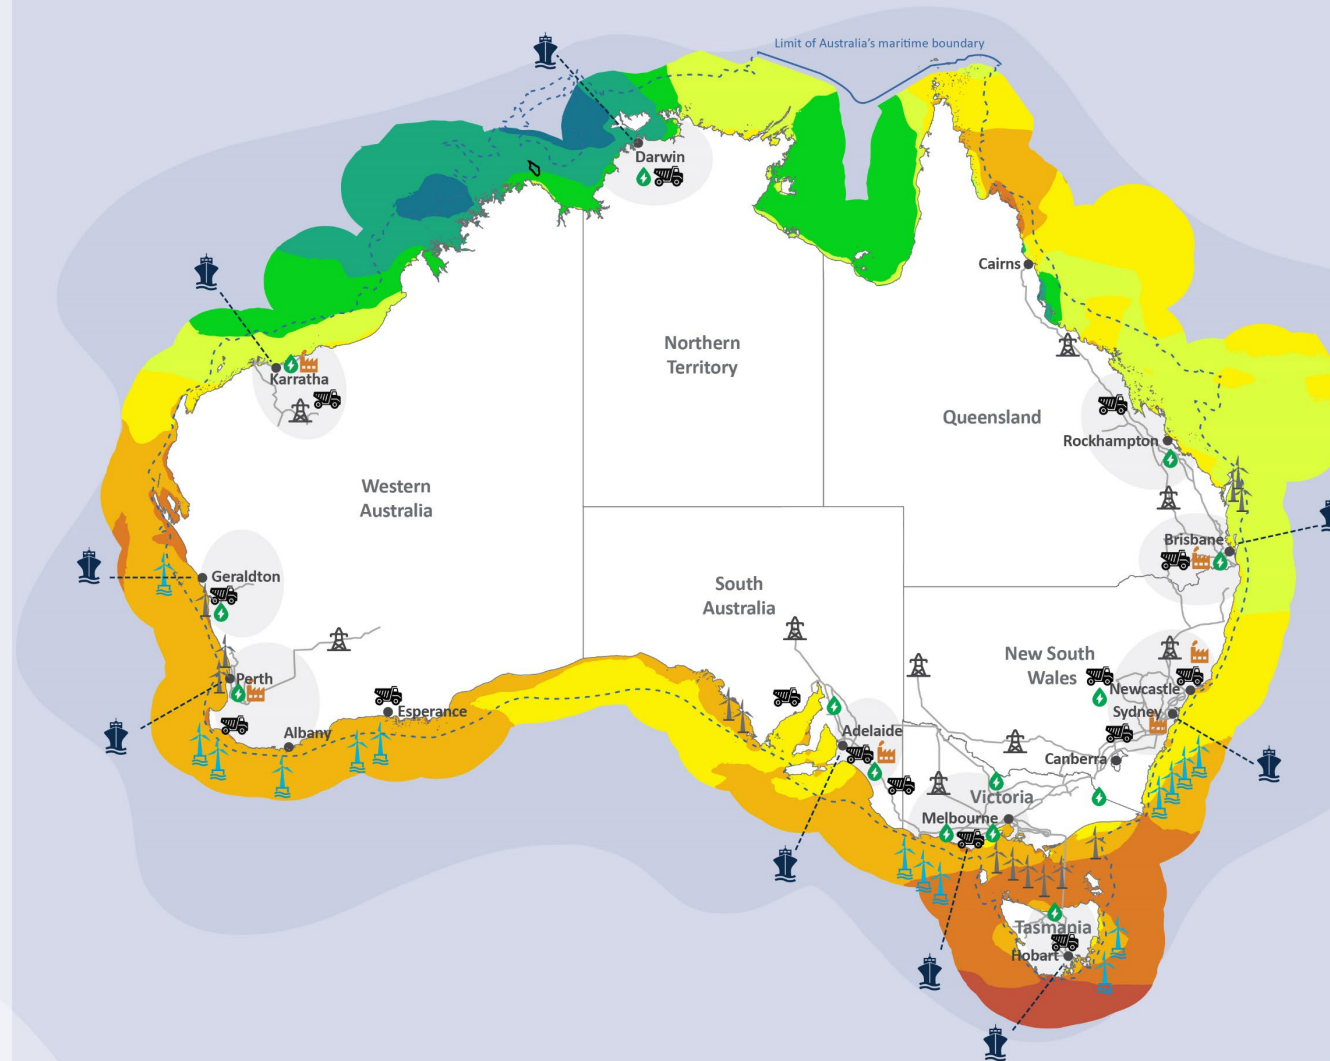 Limit of Australia's maritime boundary
Darwin
Cairns
Northern
Territory
Karratha
Queensland
Rockhampton
Western
Australia
Brisbane
Geraldton
South
Australia
New South
Wales
Perth
Newcastle
Esperance
Sydney
Albany
Adelaide
Canberra
Victoria
Melbourne
Tasmania
Hobart